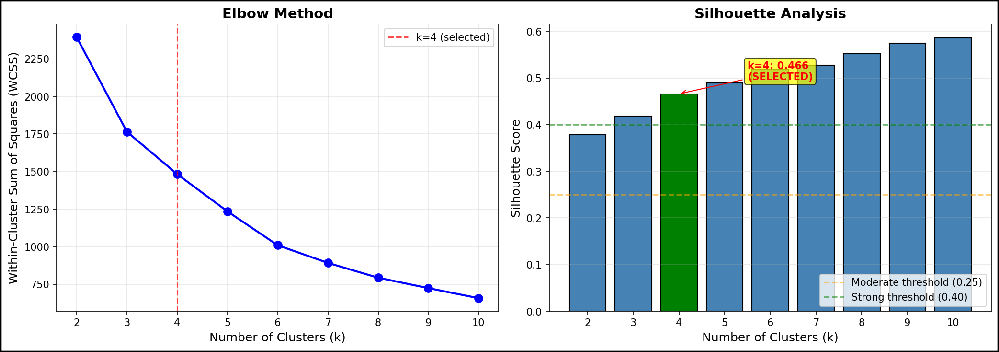 Elbow Method
Within-Cluster Sum of Squares (WCSS)
2250
2000
1750
1500
1250
1000
750
k=4 (selected)
2 3 4 5 6 7 8 9 10
Number of Clusters (k)
Silhouette Analysis
Silhouette Score
0.6
0.5
0.4
0.3
0.2
0.1
0.0
k=4: 0.466
(SELECTED)
Moderate threshold (0.25)
Strong threshold (0.40)
2 3 4 5 6 7 8 9 10
Number of Clusters (k)